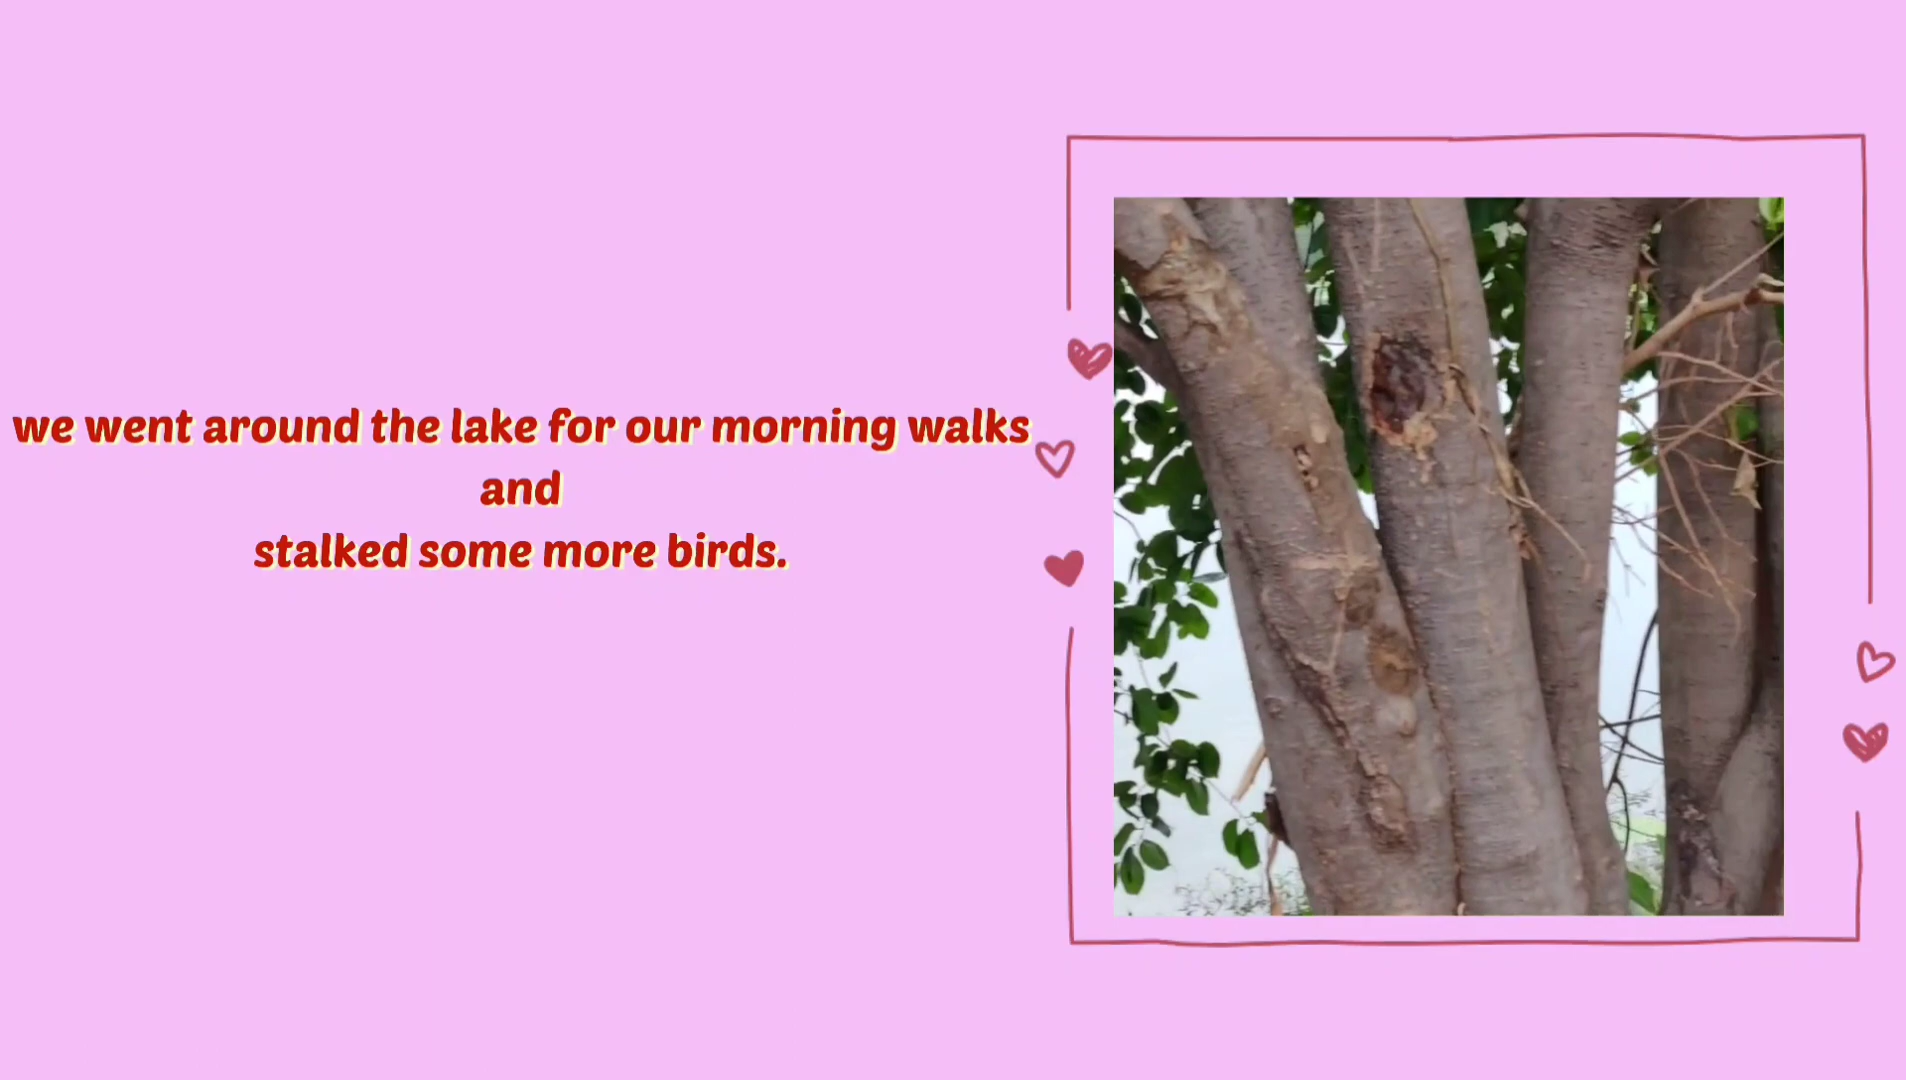 we went around the lake for our morning walks
and
stalked some more birds.